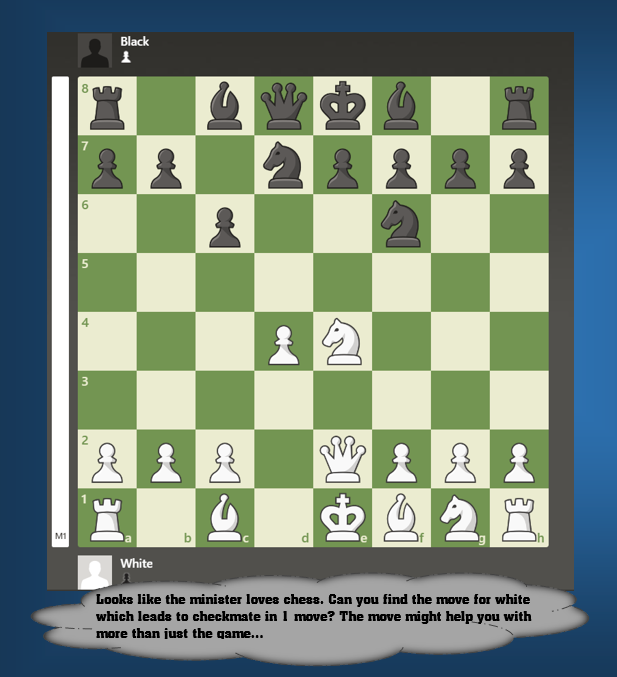 Black
8
7
6
5
4
3
2
1
a b c d e f g h
M1
White
Looks like the minister loves chess. Can you find the move for white
which leads to checkmate in 1 move? The move might help you with
more than just the game...